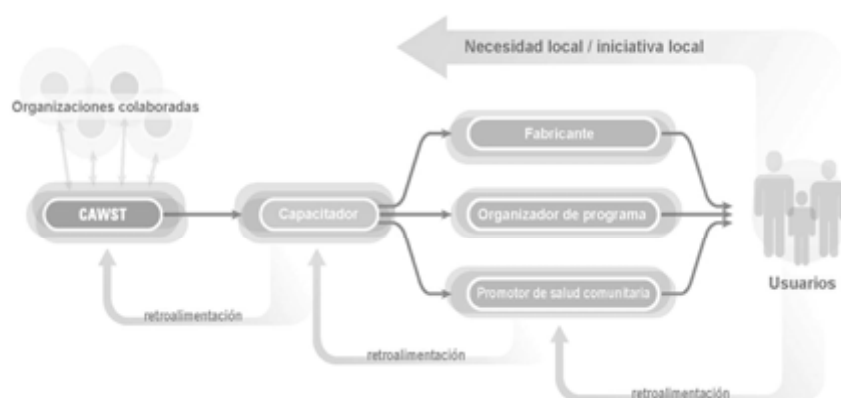 Necesidad local / iniciativa local
Organizaciones colaboradas
Fabricante
CAWST
Capacitador
Organizador de programa
Usuarios
Promotor de salud comunitaria
retroalimentación
retroalimentación
retroalimentación